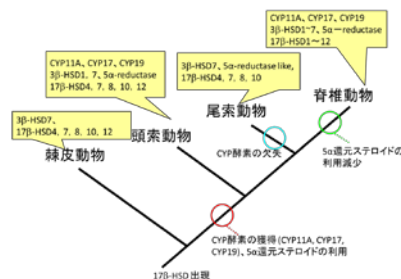 CYP11A、CYP17、CYP19
3β-HSD1~7、5α-reductase
17β-HSD1~12
CYP11A、CYP17、CYP19
3β-HSD1, 7、5α-reductase
17β-HSD4, 7, 8, 10, 12
3β-HSD7、5α-reductase like,
17β-HSD4, 7, 8, 10
3β-HSD7、
17β-HSD4, 7, 8, 10, 12
棘皮動物
頭索動物
尾索動物
脊椎動物
CYP酵素の欠失
5α還元ステロイドの
利用減少
CYP酵素の獲得(CYP11A, CYP17,
CYP19)、5α還元ステロイドの利用
17β-HSD 出現